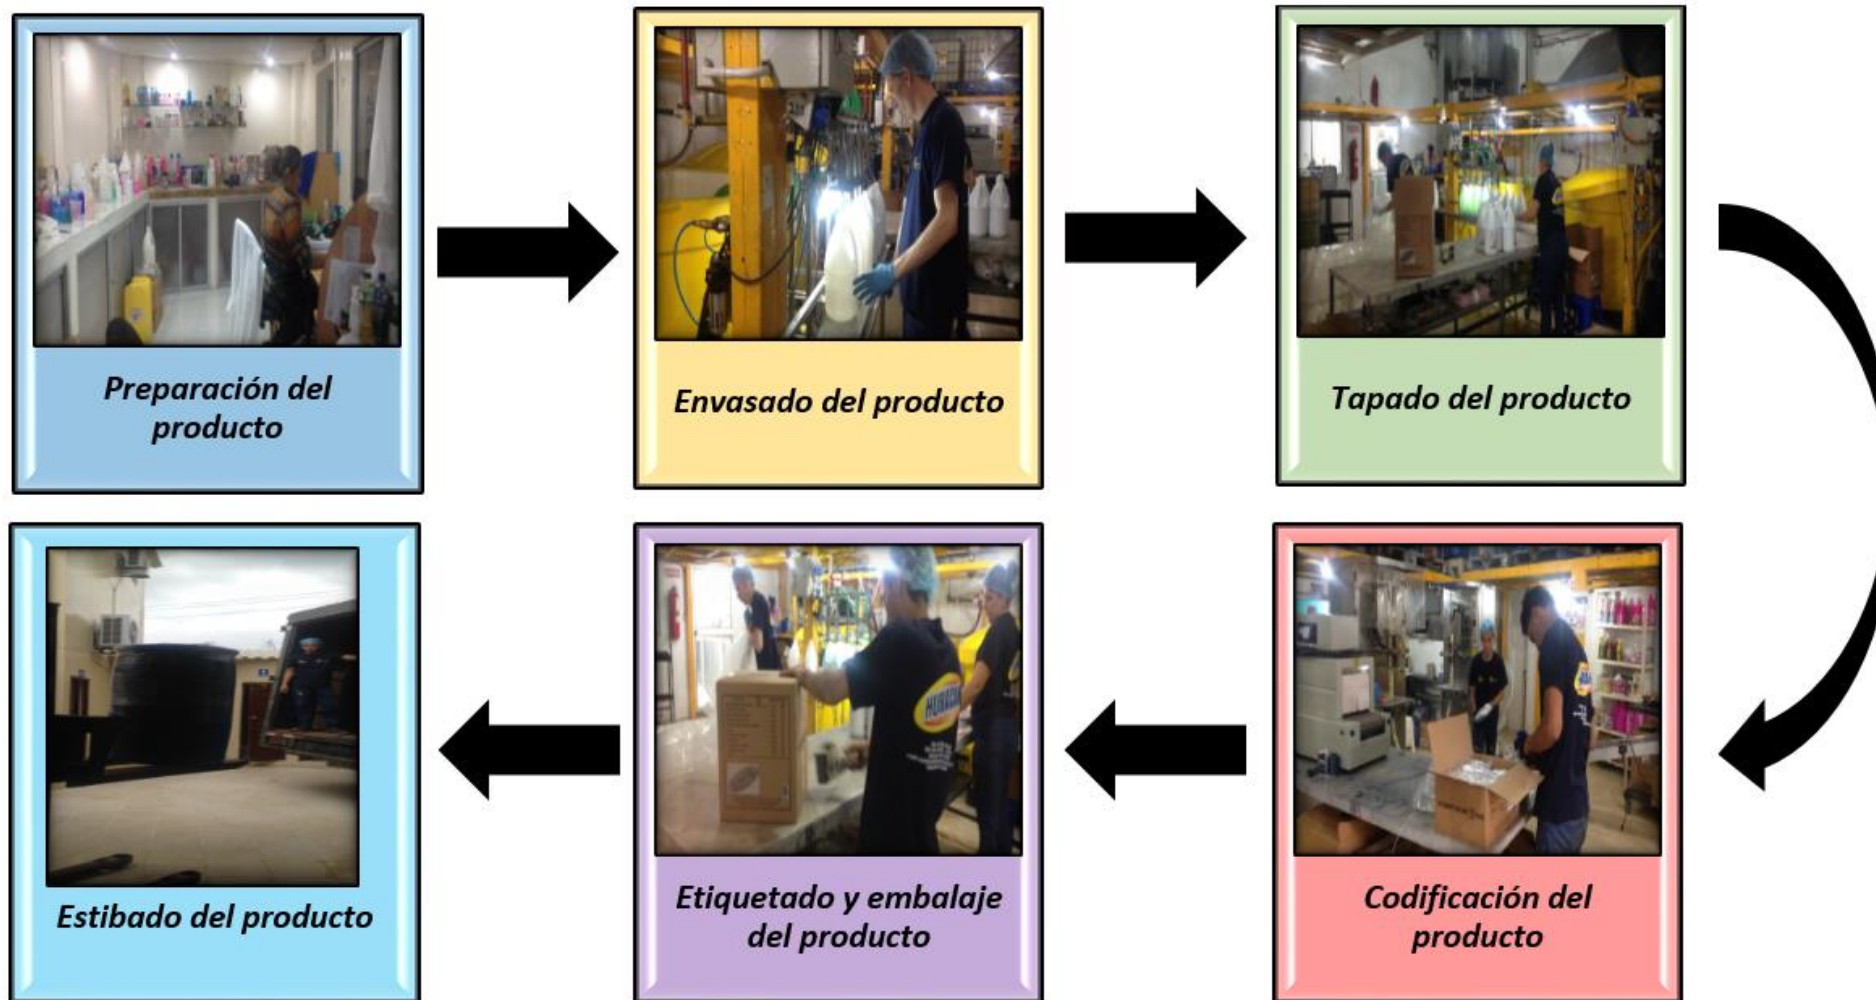 Preparación del
producto
Envasado del producto
Tapado del producto
Codificación del
producto
Etiquetado y embalaje
del producto
HURACAN
Estibado del producto